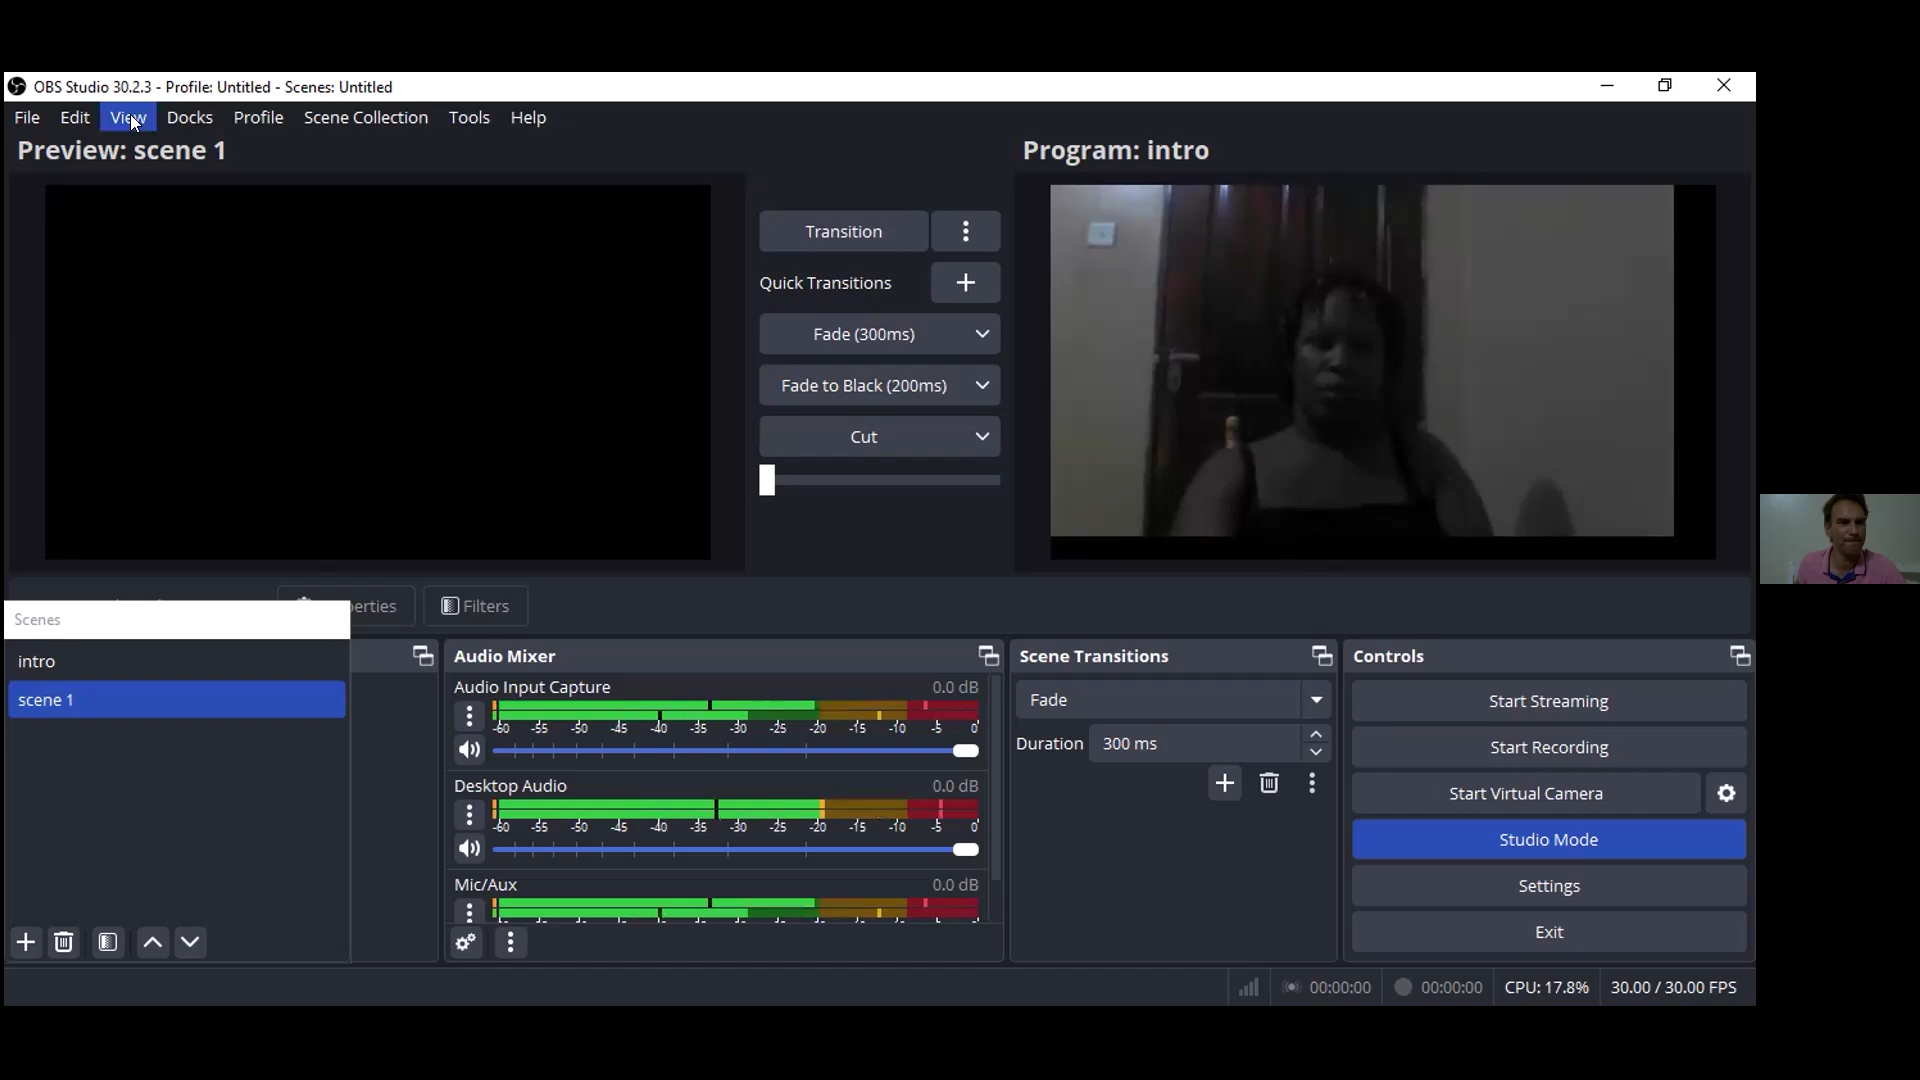 OBS Studio 30.2.3 - Profile: Untitled - Scenes: Untitled
File Edit View Docks Profile Scene Collection Tools Help
Preview: scene 1
Program: intro
Transition
Quick Transitions
Fade (300ms)
Fade to Black (200ms)
Cut
erties
Filters
Scenes
intro
scene 1
Audio Mixer
Audio Input Capture 0.0 dB
-60 -55 -50 -45 -40 -35 -30 -25 -20 -15 -10 -5 0
Desktop Audio 0.0 dB
-60 -55 -50 -45 -40 -35 -30 -25 -20 -15 -10 -5 0
Mic/Aux 0.0 dB
Scene Transitions
Fade
Duration 300 ms
Controls
Start Streaming
Start Recording
Start Virtual Camera
Studio Mode
Settings
Exit
00:00:00 00:00:00 CPU: 17.8% 30.00 / 30.00 FPS